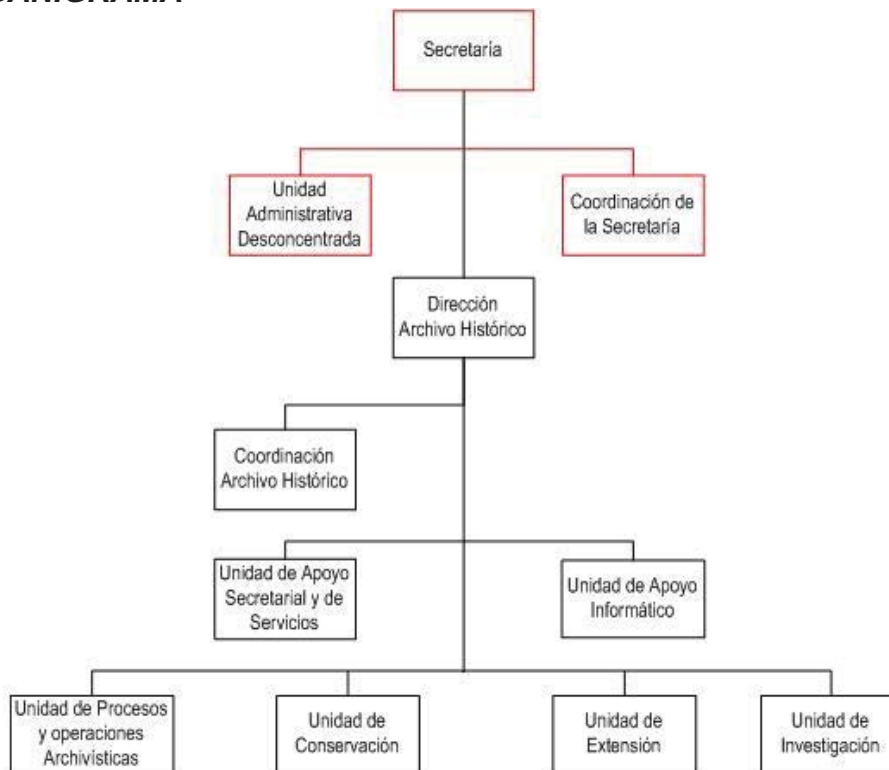 Secretaría
Unidad
Administrativa
Desconcentrada
Coordinación de
la Secretaría
Dirección
Archivo Histórico
Coordinación
Archivo Histórico
Unidad de Apoyo
Secretarial y de
Servicios
Unidad de Apoyo
Informático
Unidad de Procesos
y operaciones
Archivísticas
Unidad de
Conservación
Unidad de
Extensión
Unidad de
Investigación